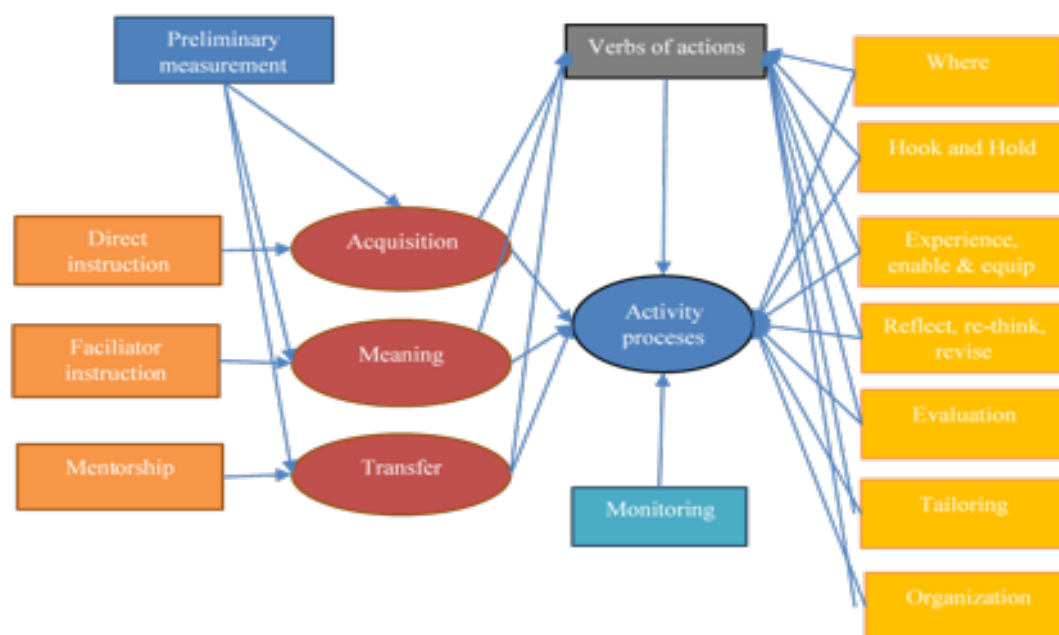 Preliminary
measurement
Verbs of actions
Where
Hook and Hold
Direct
instruction
Acquisition
Experience,
enable & equip
Activity
proceses
Faciliator
instruction
Meaning
Reflect, re-think,
revise
Evaluation
Mentorship
Transfer
Monitoring
Tailoring
Organization